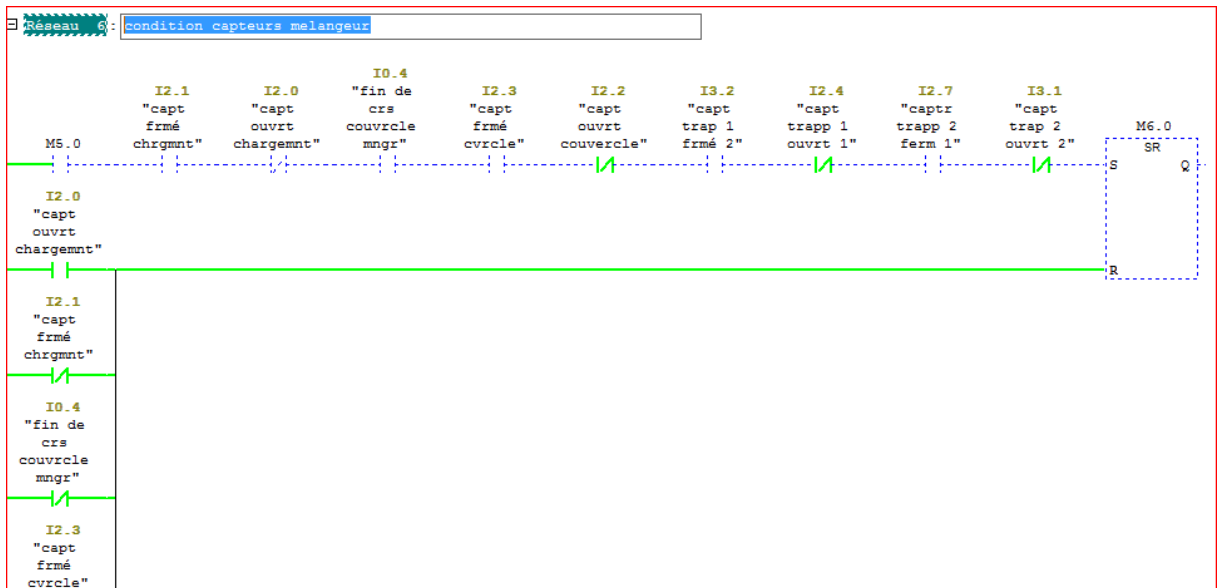 Réseau 6 : condition capteurs melangeur
M5.0
I2.1
"capt
frmé
chrgmnt"
I2.0
"capt
ouvrt
chargemnt"
I0.4
"fin de
crs
couvrcle
mngr"
I2.3
"capt
frmé
cvrcle"
I2.2
"capt
ouvrt
couvercle"
I3.2
"capt
trap 1
frmé 2"
I2.4
"capt
trapp 1
ouvrt 1"
I2.7
"captr
trapp 2
ferm 1"
I3.1
"capt
trap 2
ouvrt 2"
M6.0
SR
S
Q
R
I2.0
"capt
ouvrt
chargemnt"
I2.1
"capt
frmé
chrgmnt"
I0.4
"fin de
crs
couvrcle
mngr"
I2.3
"capt
frmé
cvrcle"